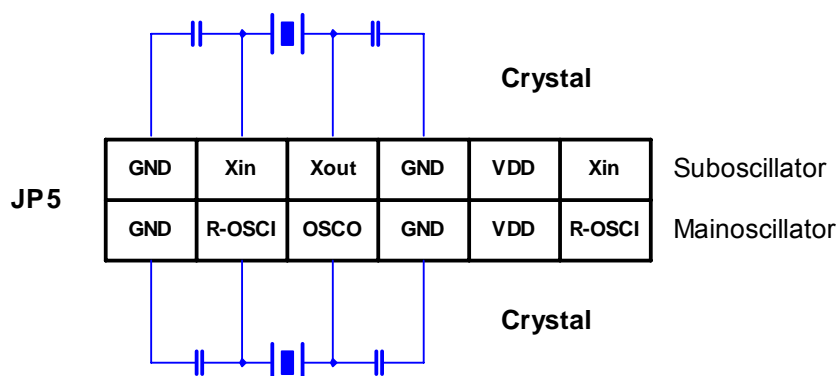 Crystal
GND Xin Xout GND VDD Xin Suboscillator
JP5
GND R-OSCI OSCO GND VDD R-OSCI Mainoscillator
Crystal